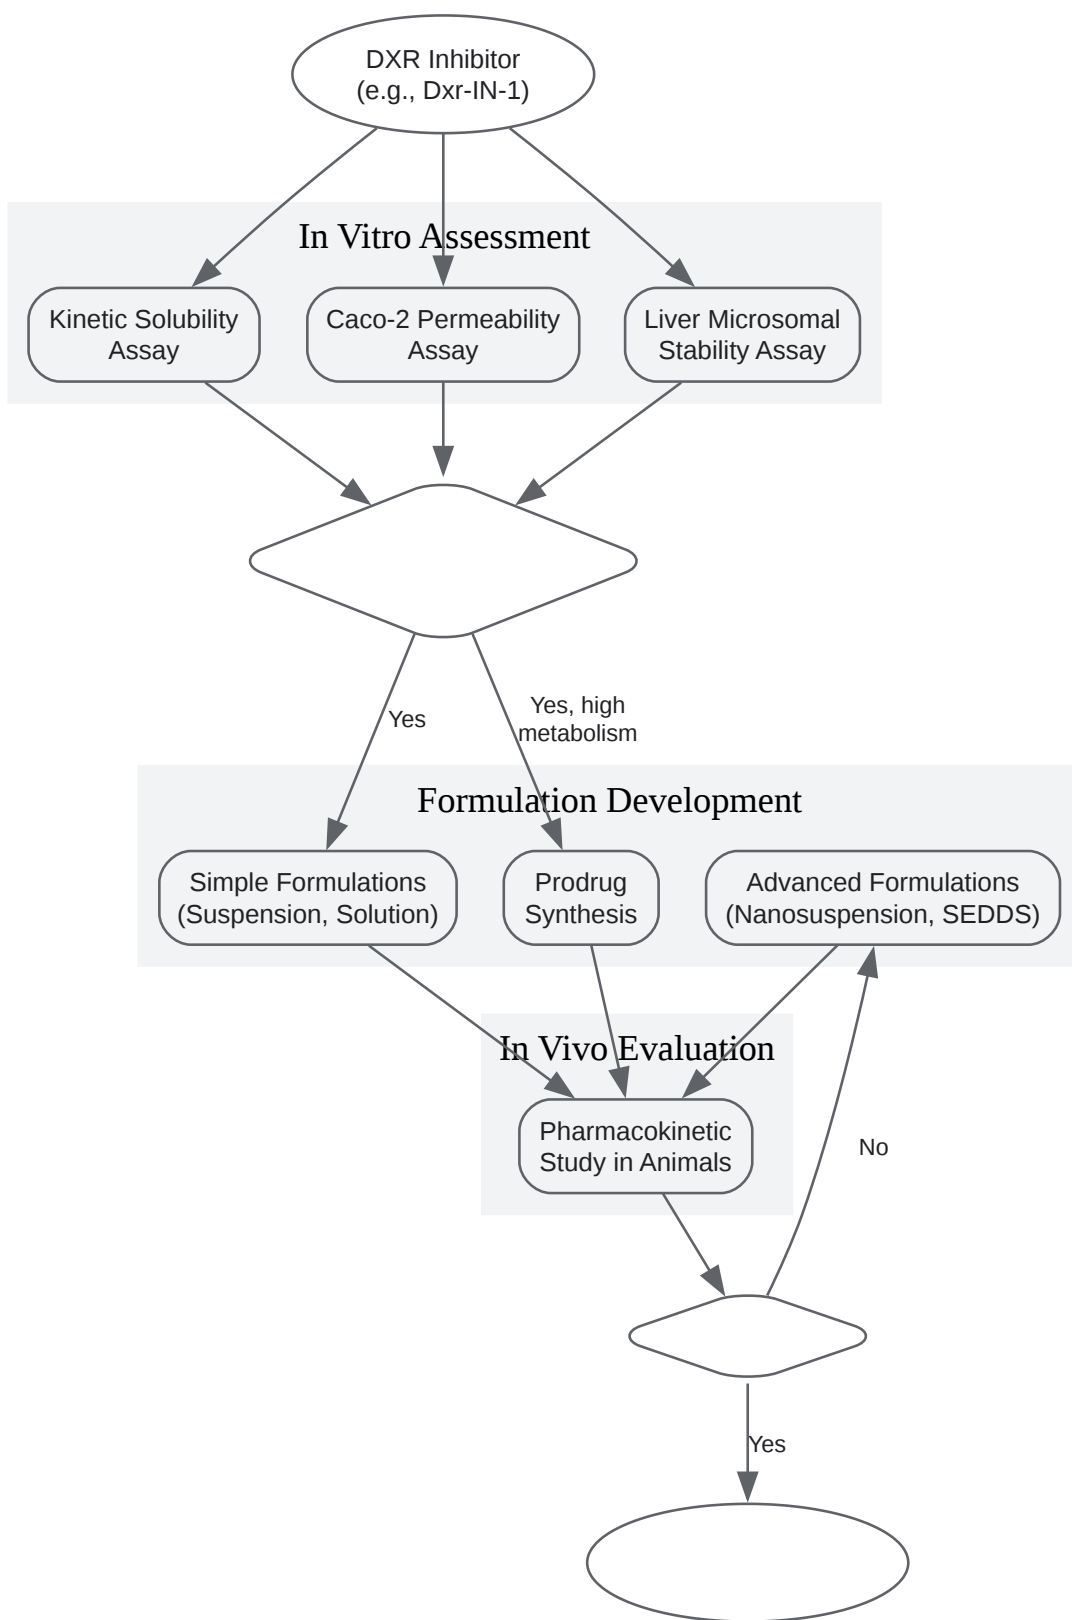 DXR Inhibitor
(e.g., Dxr-IN-1)
In Vitro Assessment
Kinetic Solubility
Assay
Caco-2 Permeability
Assay
Liver Microsomal
Stability Assay
Yes
Yes, high
metabolism
Formulation Development
Simple Formulations
(Suspension, Solution)
Prodrug
Synthesis
Advanced Formulations
(Nanosuspension, SEDDS)
In Vivo Evaluation
Pharmacokinetic
Study in Animals
No
Yes